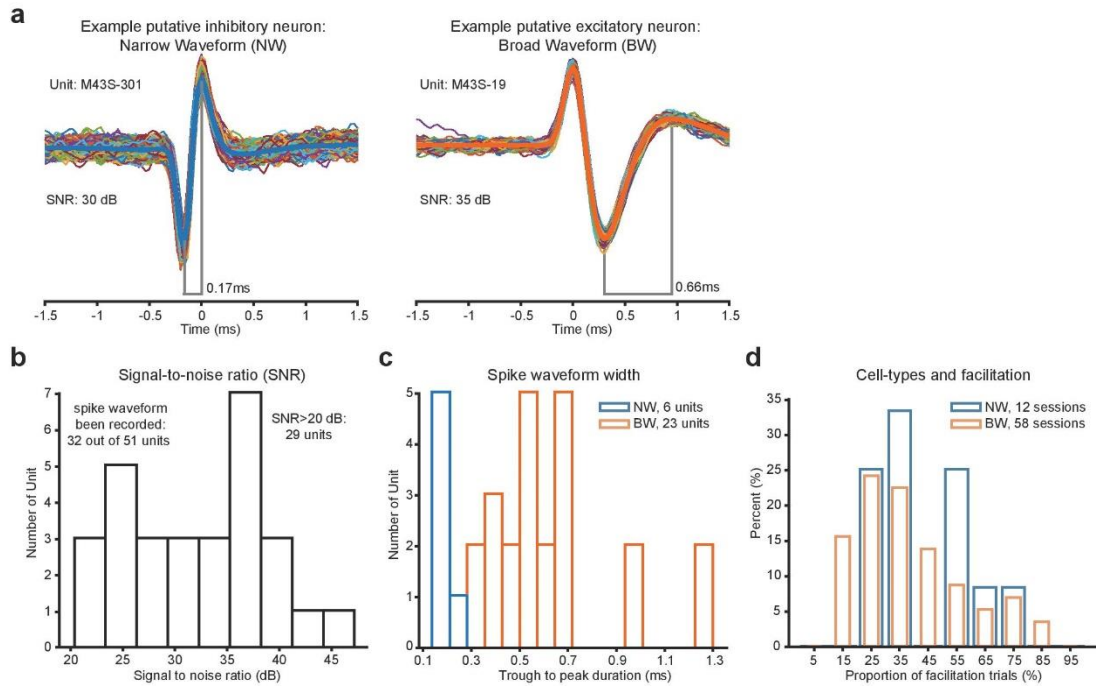 a
Example putative inhibitory neuron:
Narrow Waveform (NW)
Unit: M43S-301
SNR: 30 dB
0.17ms
-1.5 -1 -0.5 0 0.5 1 1.5
Time (ms)
Example putative excitatory neuron:
Broad Waveform (BW)
Unit: M43S-19
SNR: 35 dB
0.66ms
-1.5 -1 -0.5 0 0.5 1 1.5
Time (ms)
b
Signal-to-noise ratio (SNR)
spike waveform
been recorded:
32 out of 51 units
SNR>20 dB:
29 units
Number of Unit
7
6
5
4
3
2
1
0
20 25 30 35 40 45
Signal to noise ratio (dB)
c
Spike waveform width
NW, 6 units
BW, 23 units
Number of Unit
5
4
3
2
1
0
0.1 0.3 0.5 0.7 0.9 1.1 1.3
Trough to peak duration (ms)
d
Cell-types and facilitation
NW, 12 sessions
BW, 58 sessions
Percent (%)
35
30
25
20
15
10
5
0
5 15 25 35 45 55 65 75 85 95
Proportion of facilitation trials (%)